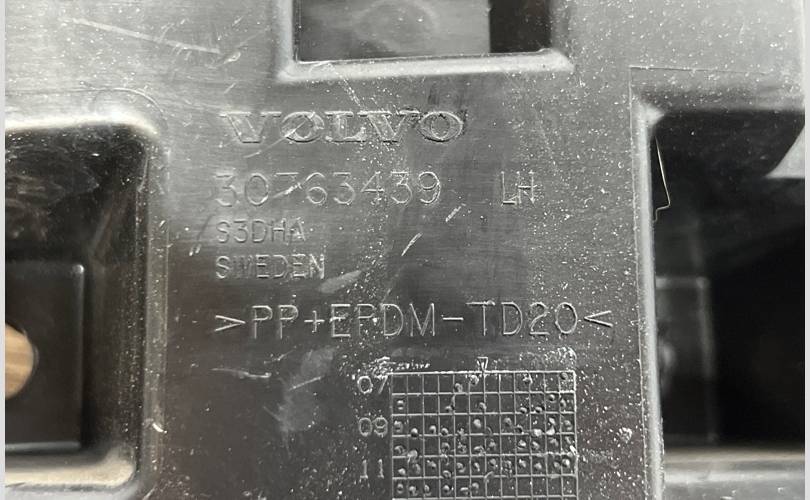 VOLVO
30763439 LH
S3DHA
SWEDEN
>PP+EPDM-TD20<
07
09
11